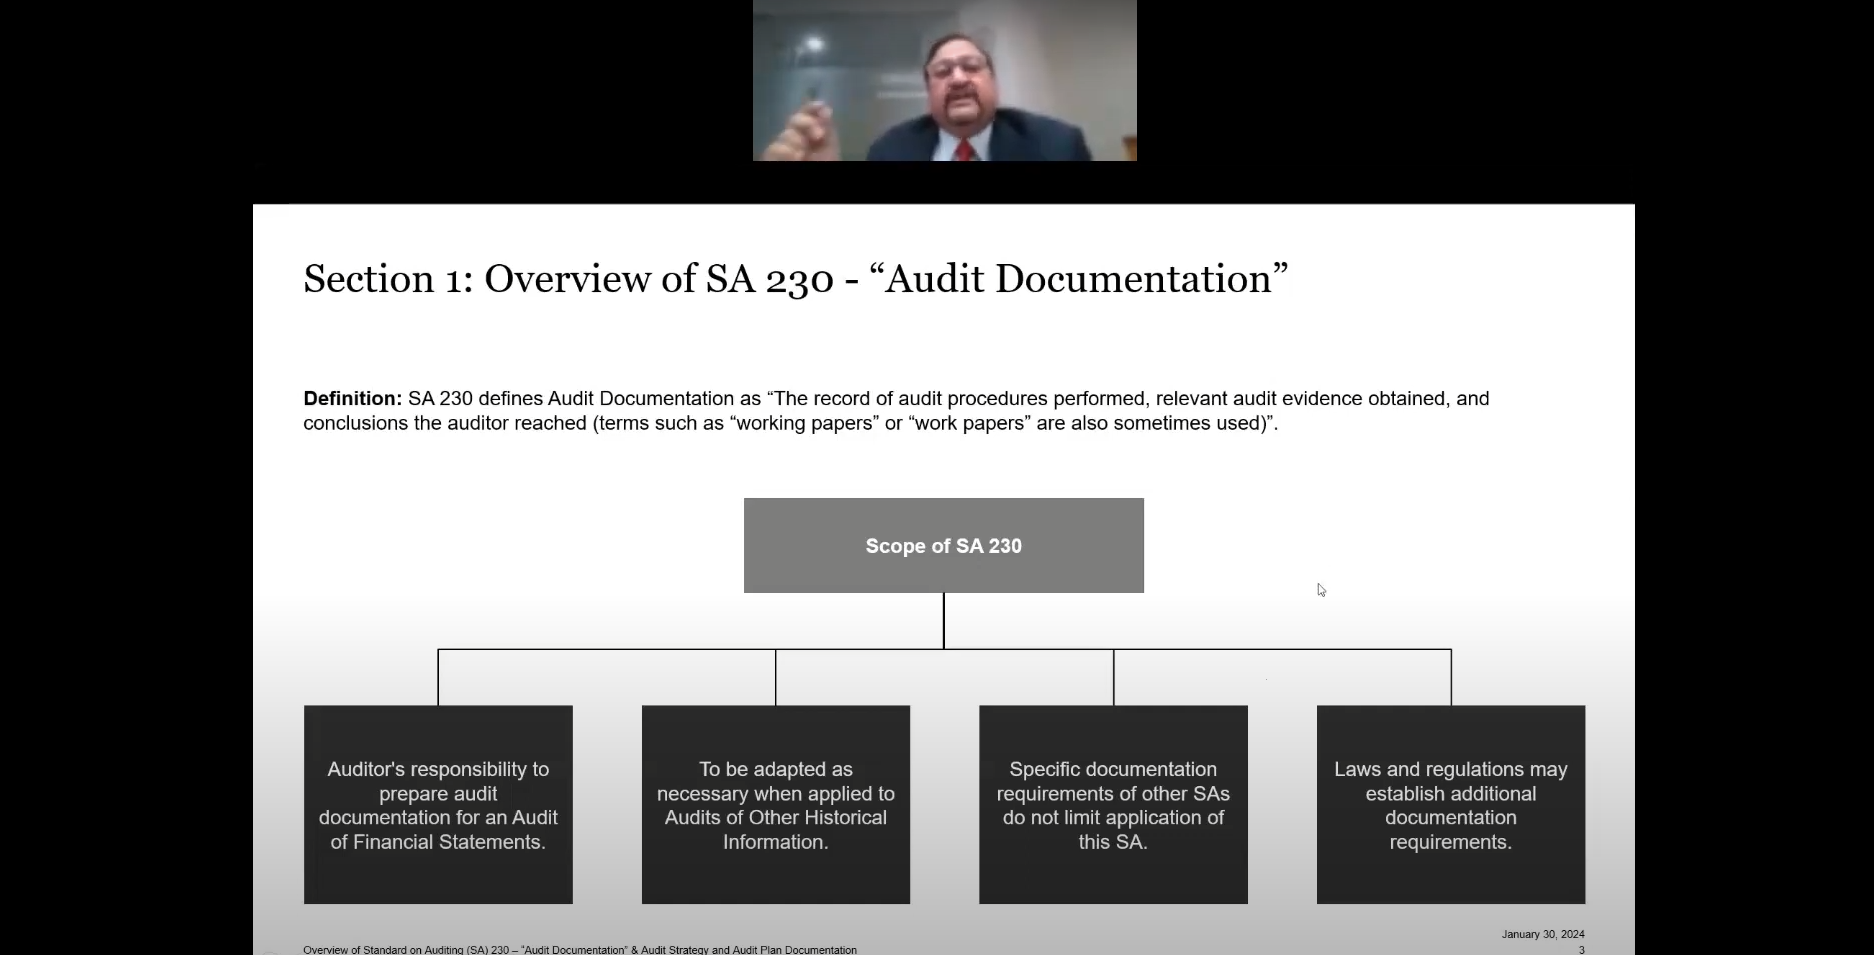 Section 1: Overview of SA 230 - “Audit Documentation”
Definition: SA 230 defines Audit Documentation as “The record of audit procedures performed, relevant audit evidence obtained, and
conclusions the auditor reached (terms such as “working papers” or “work papers” are also sometimes used)”.
Scope of SA 230
Auditor's responsibility to
prepare audit
documentation for an Audit
of Financial Statements.
To be adapted as
necessary when applied to
Audits of Other Historical
Information.
Specific documentation
requirements of other SAs
do not limit application of
this SA.
Laws and regulations may
establish additional
documentation
requirements.
January 30, 2024
Overview of Standard on Auditing (SA) 230 – “Audit Documentation” & Audit Strategy and Audit Plan Documentation
3